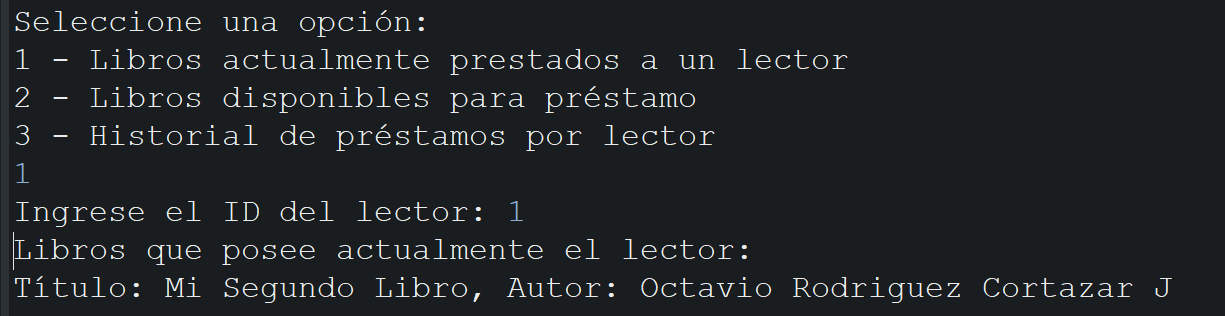 Seleccione una opción:
1 - Libros actualmente prestados a un lector
2 - Libros disponibles para préstamo
3 - Historial de préstamos por lector
1
Ingrese el ID del lector: 1
Libros que posee actualmente el lector:
Título: Mi Segundo Libro, Autor: Octavio Rodriguez Cortazar J